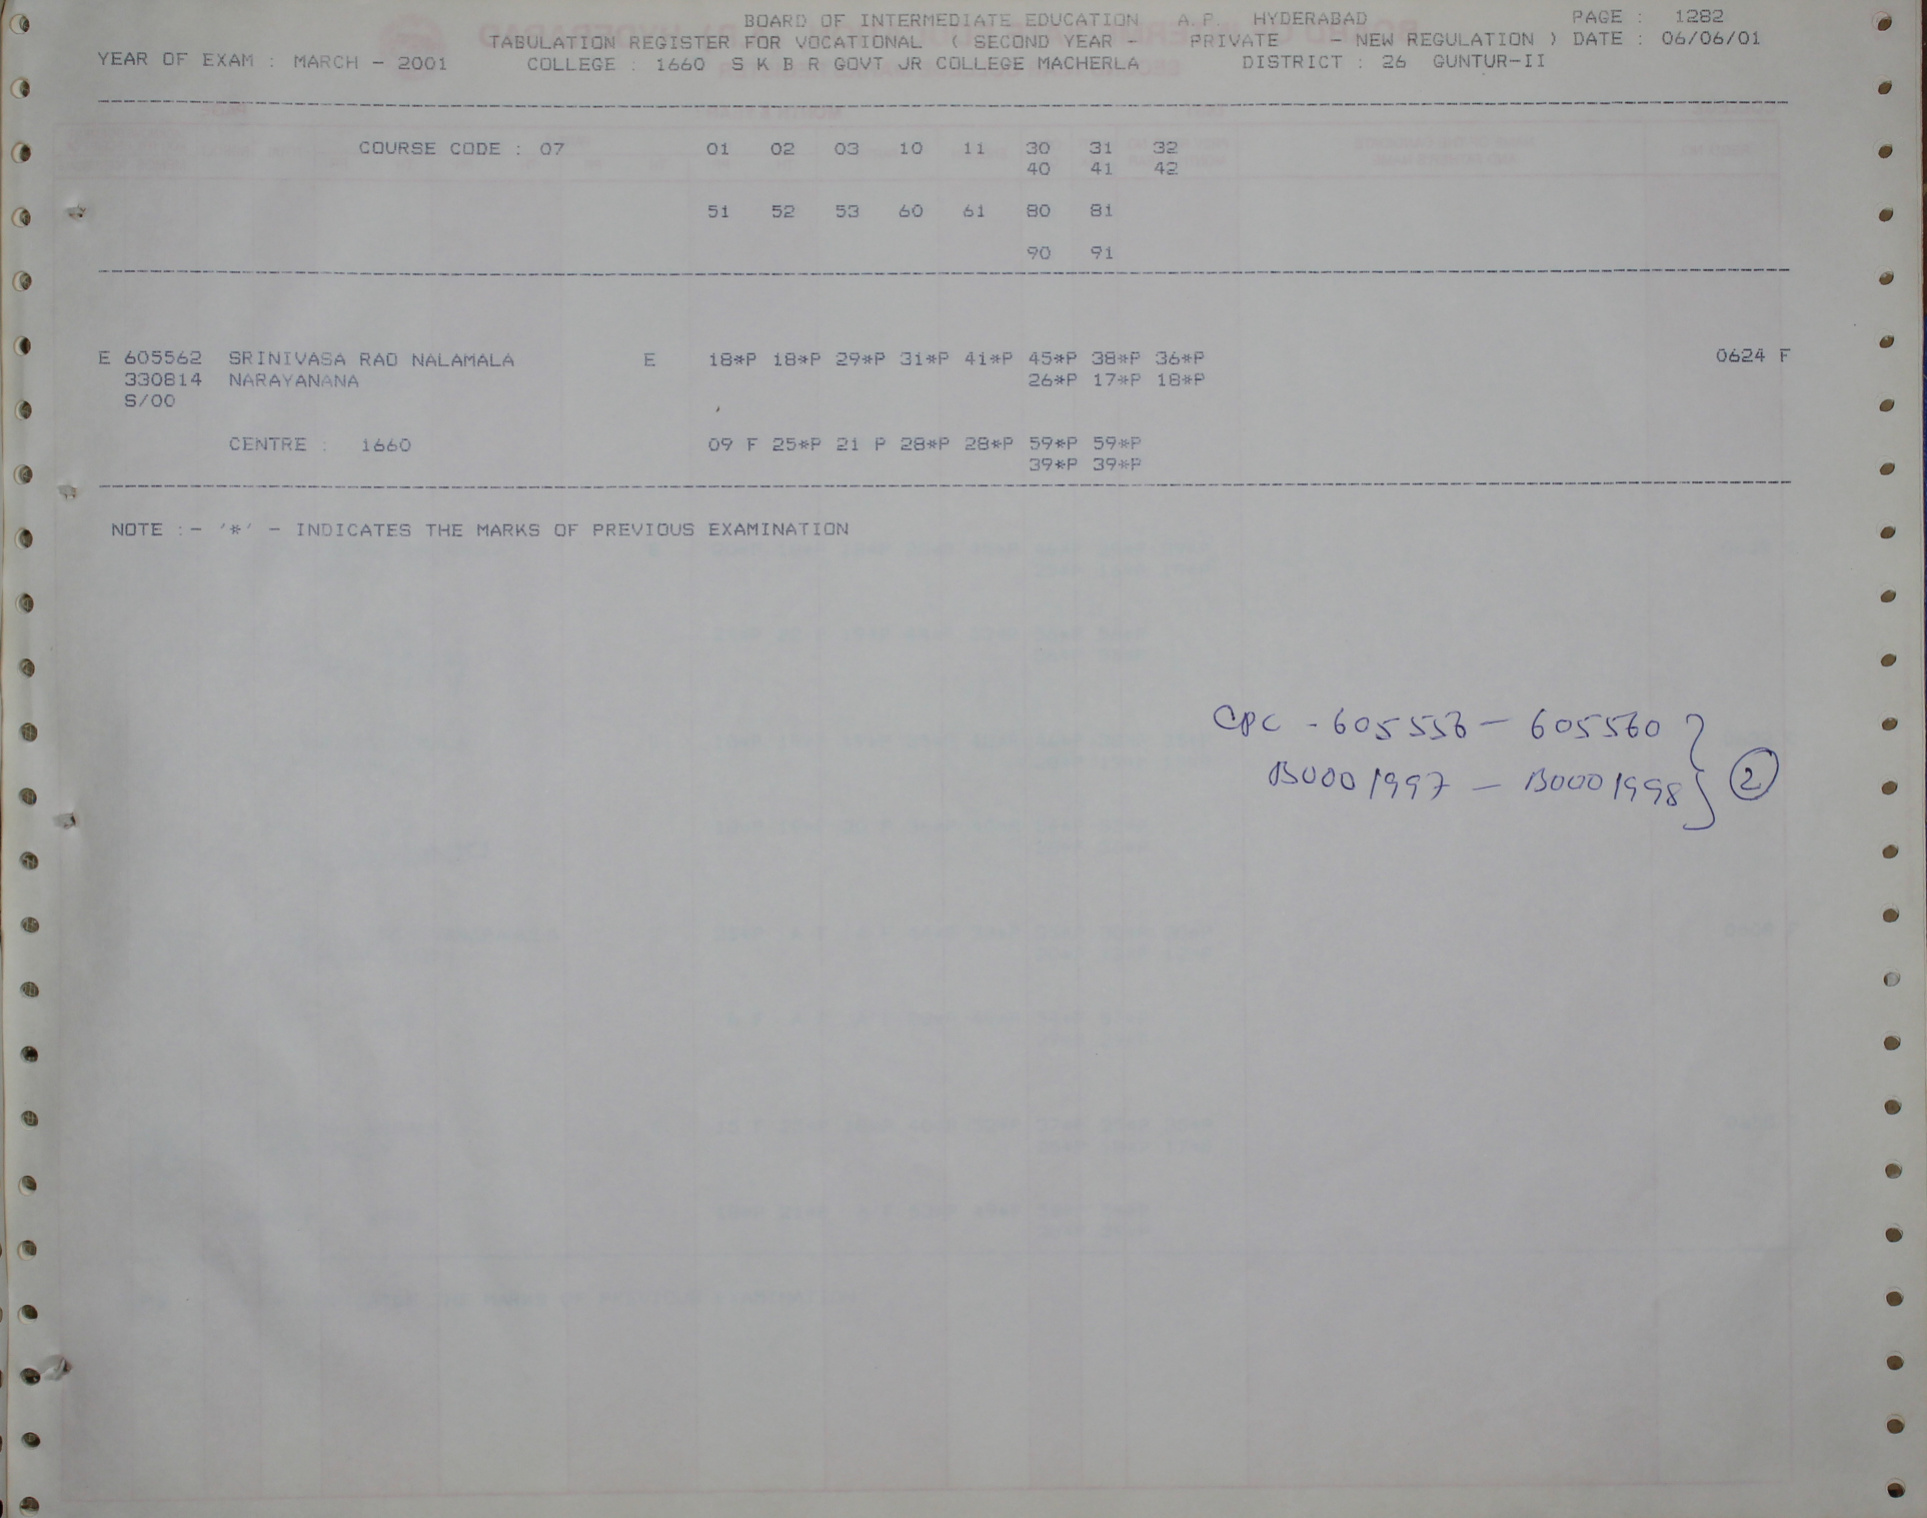 BOARD OF INTERMEDIATE EDUCATION A.P. HYDERABAD PAGE : 1282
TABULATION REGISTER FOR VOCATIONAL ( SECOND YEAR - PRIVATE - NEW REGULATION ) DATE : 06/06/01
YEAR OF EXAM : MARCH - 2001 COLLEGE : 1660 S K B R GOVT JR COLLEGE MACHERLA DISTRICT : 26 GUNTUR-II
COURSE CODE : 07 01 02 03 10 11 30 31 32
40 41 42
51 52 53 60 61 80 81
90 91
E 605562 SRINIVASA RAO NALAMALA E 18*P 18*P 29*P 31*P 41*P 45*P 38*P 36*P 0624 F
330814 NARAYANANA 26*P 17*P 18*P
S/00
CENTRE : 1660 09 F 25*P 21 P 28*P 28*P 59*P 59*P
39*P 39*P
NOTE :- '*' - INDICATES THE MARKS OF PREVIOUS EXAMINATION
CPC - 605556 - 605560
B0001997 - B0001998 } 2